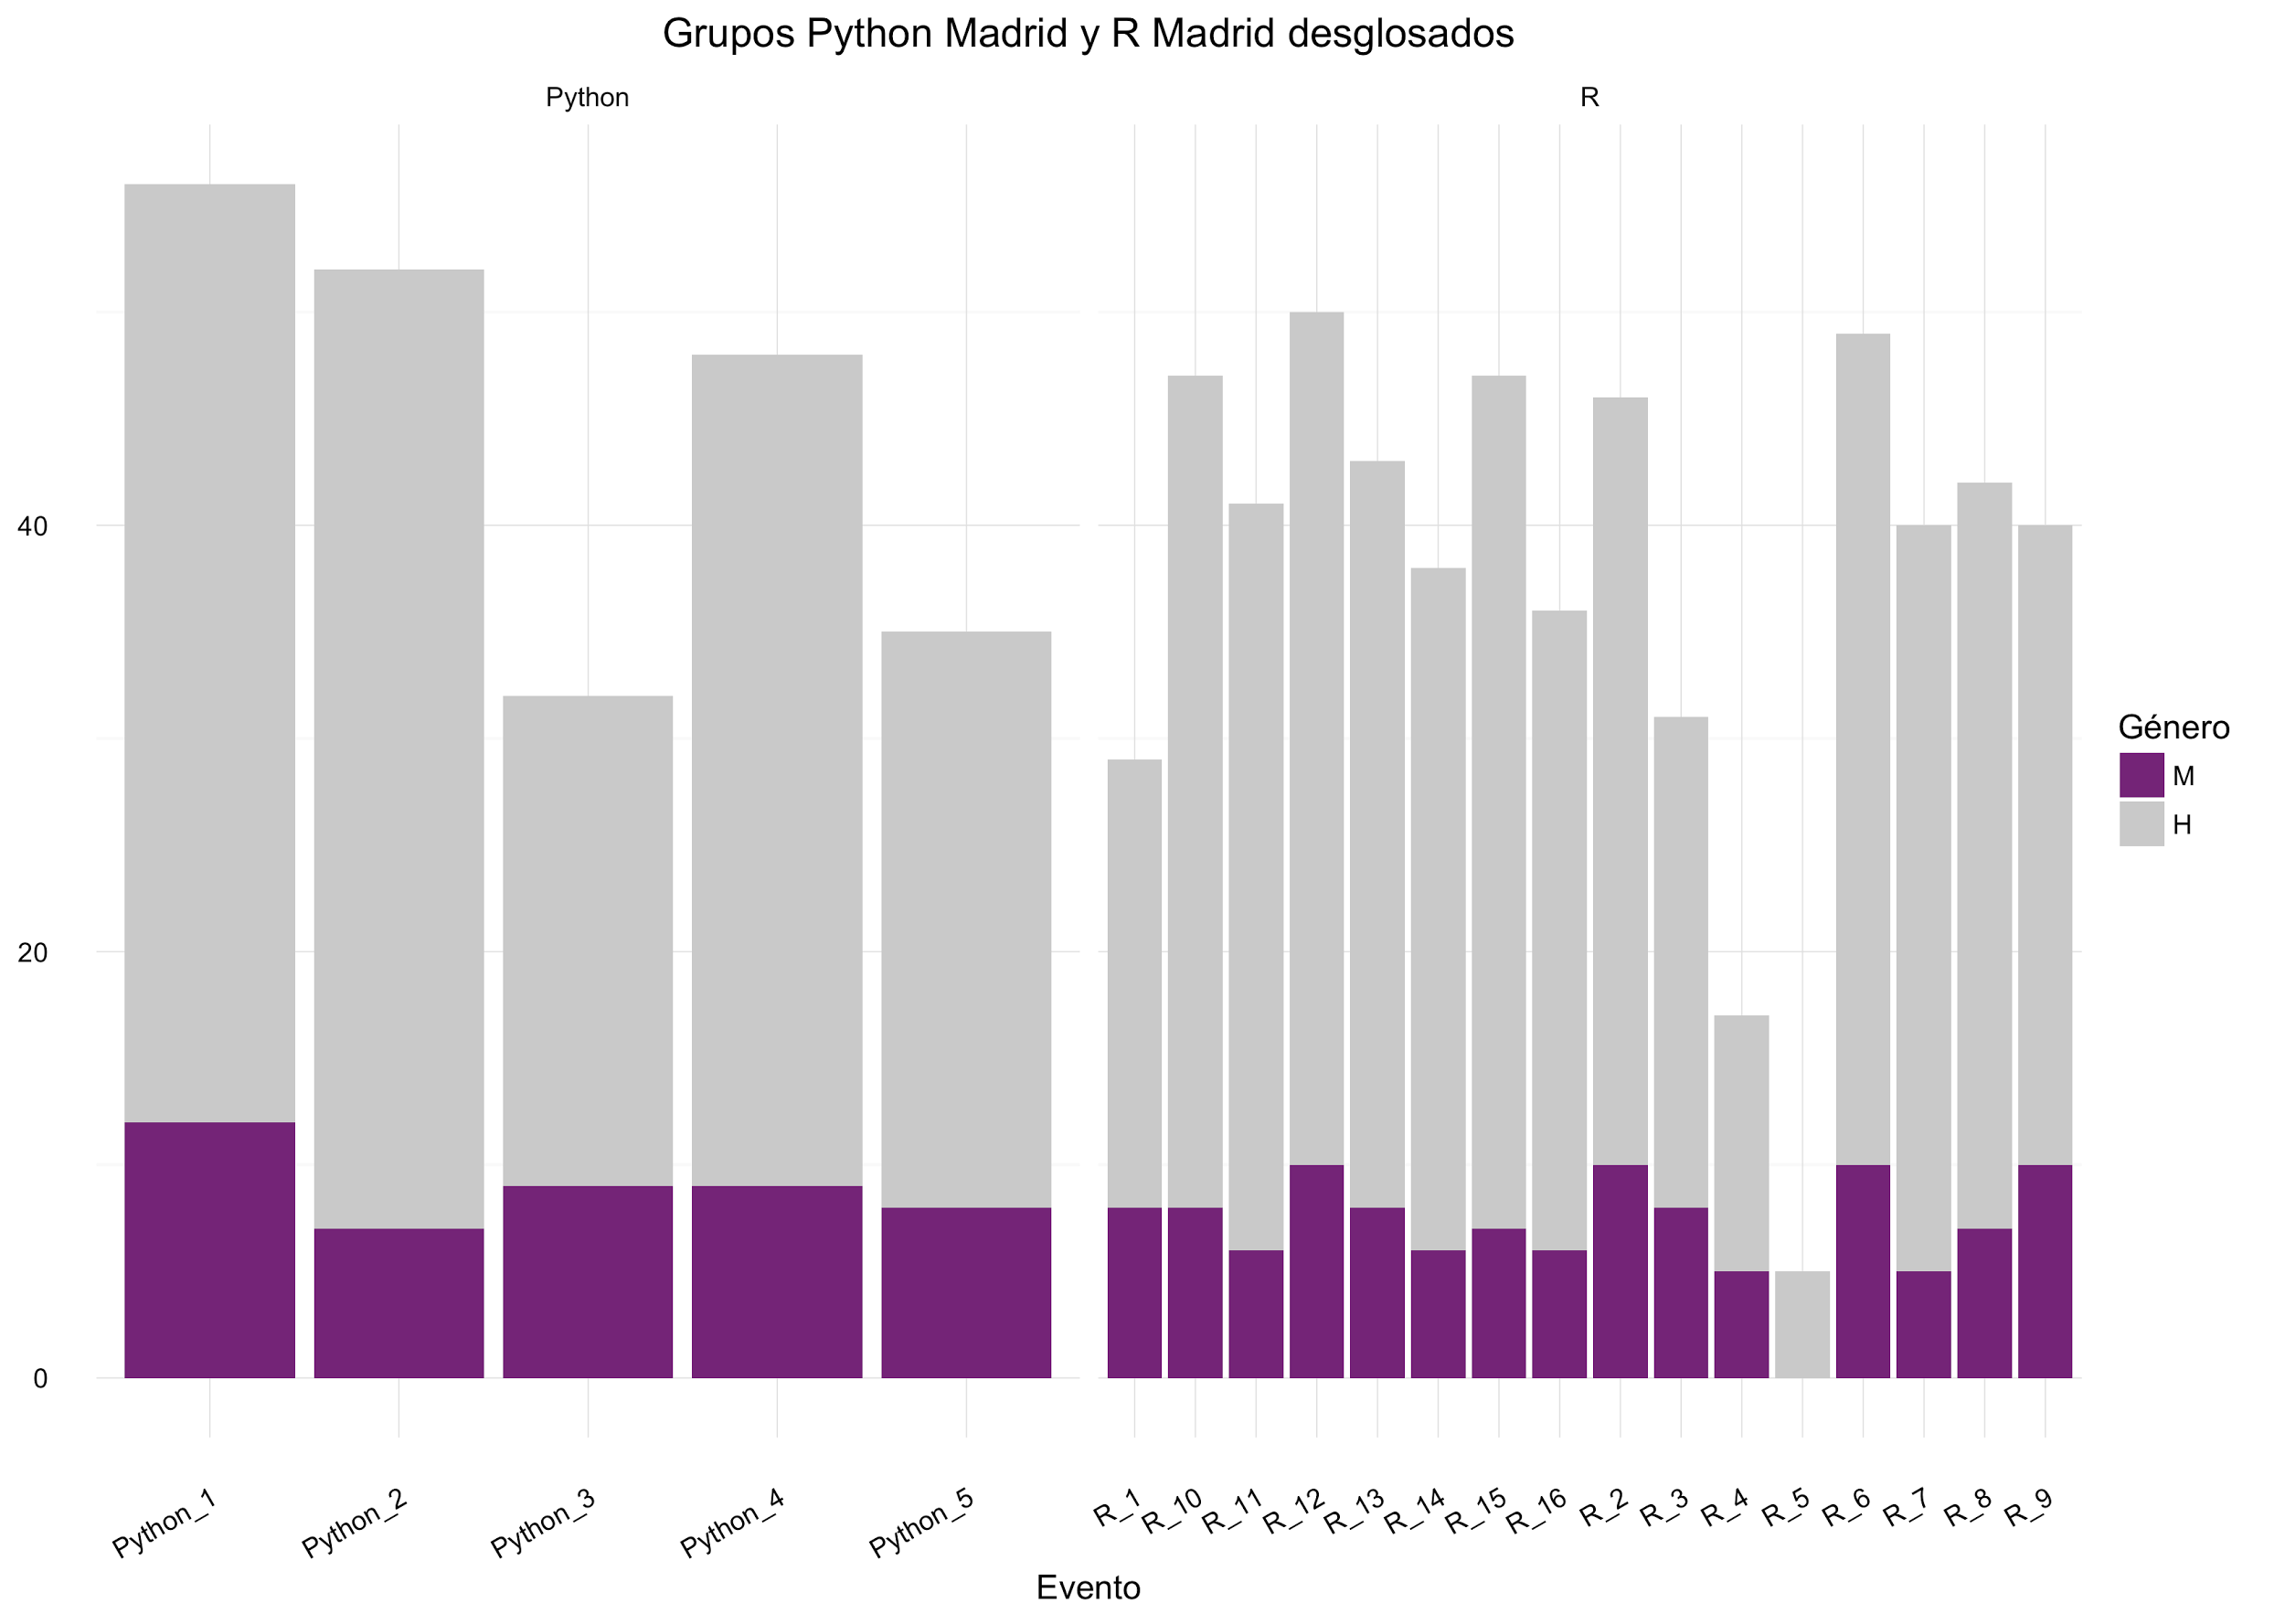 Grupos Python Madrid y R Madrid desglosados
Python
R
40
20
0
Género
M
H
Python_1
Python_2
Python_3
Python_4
Python_5
R_1
R_10
R_11
R_12
R_13
R_14
R_15
R_16
R_2
R_3
R_4
R_5
R_6
R_7
R_8
R_9
Evento